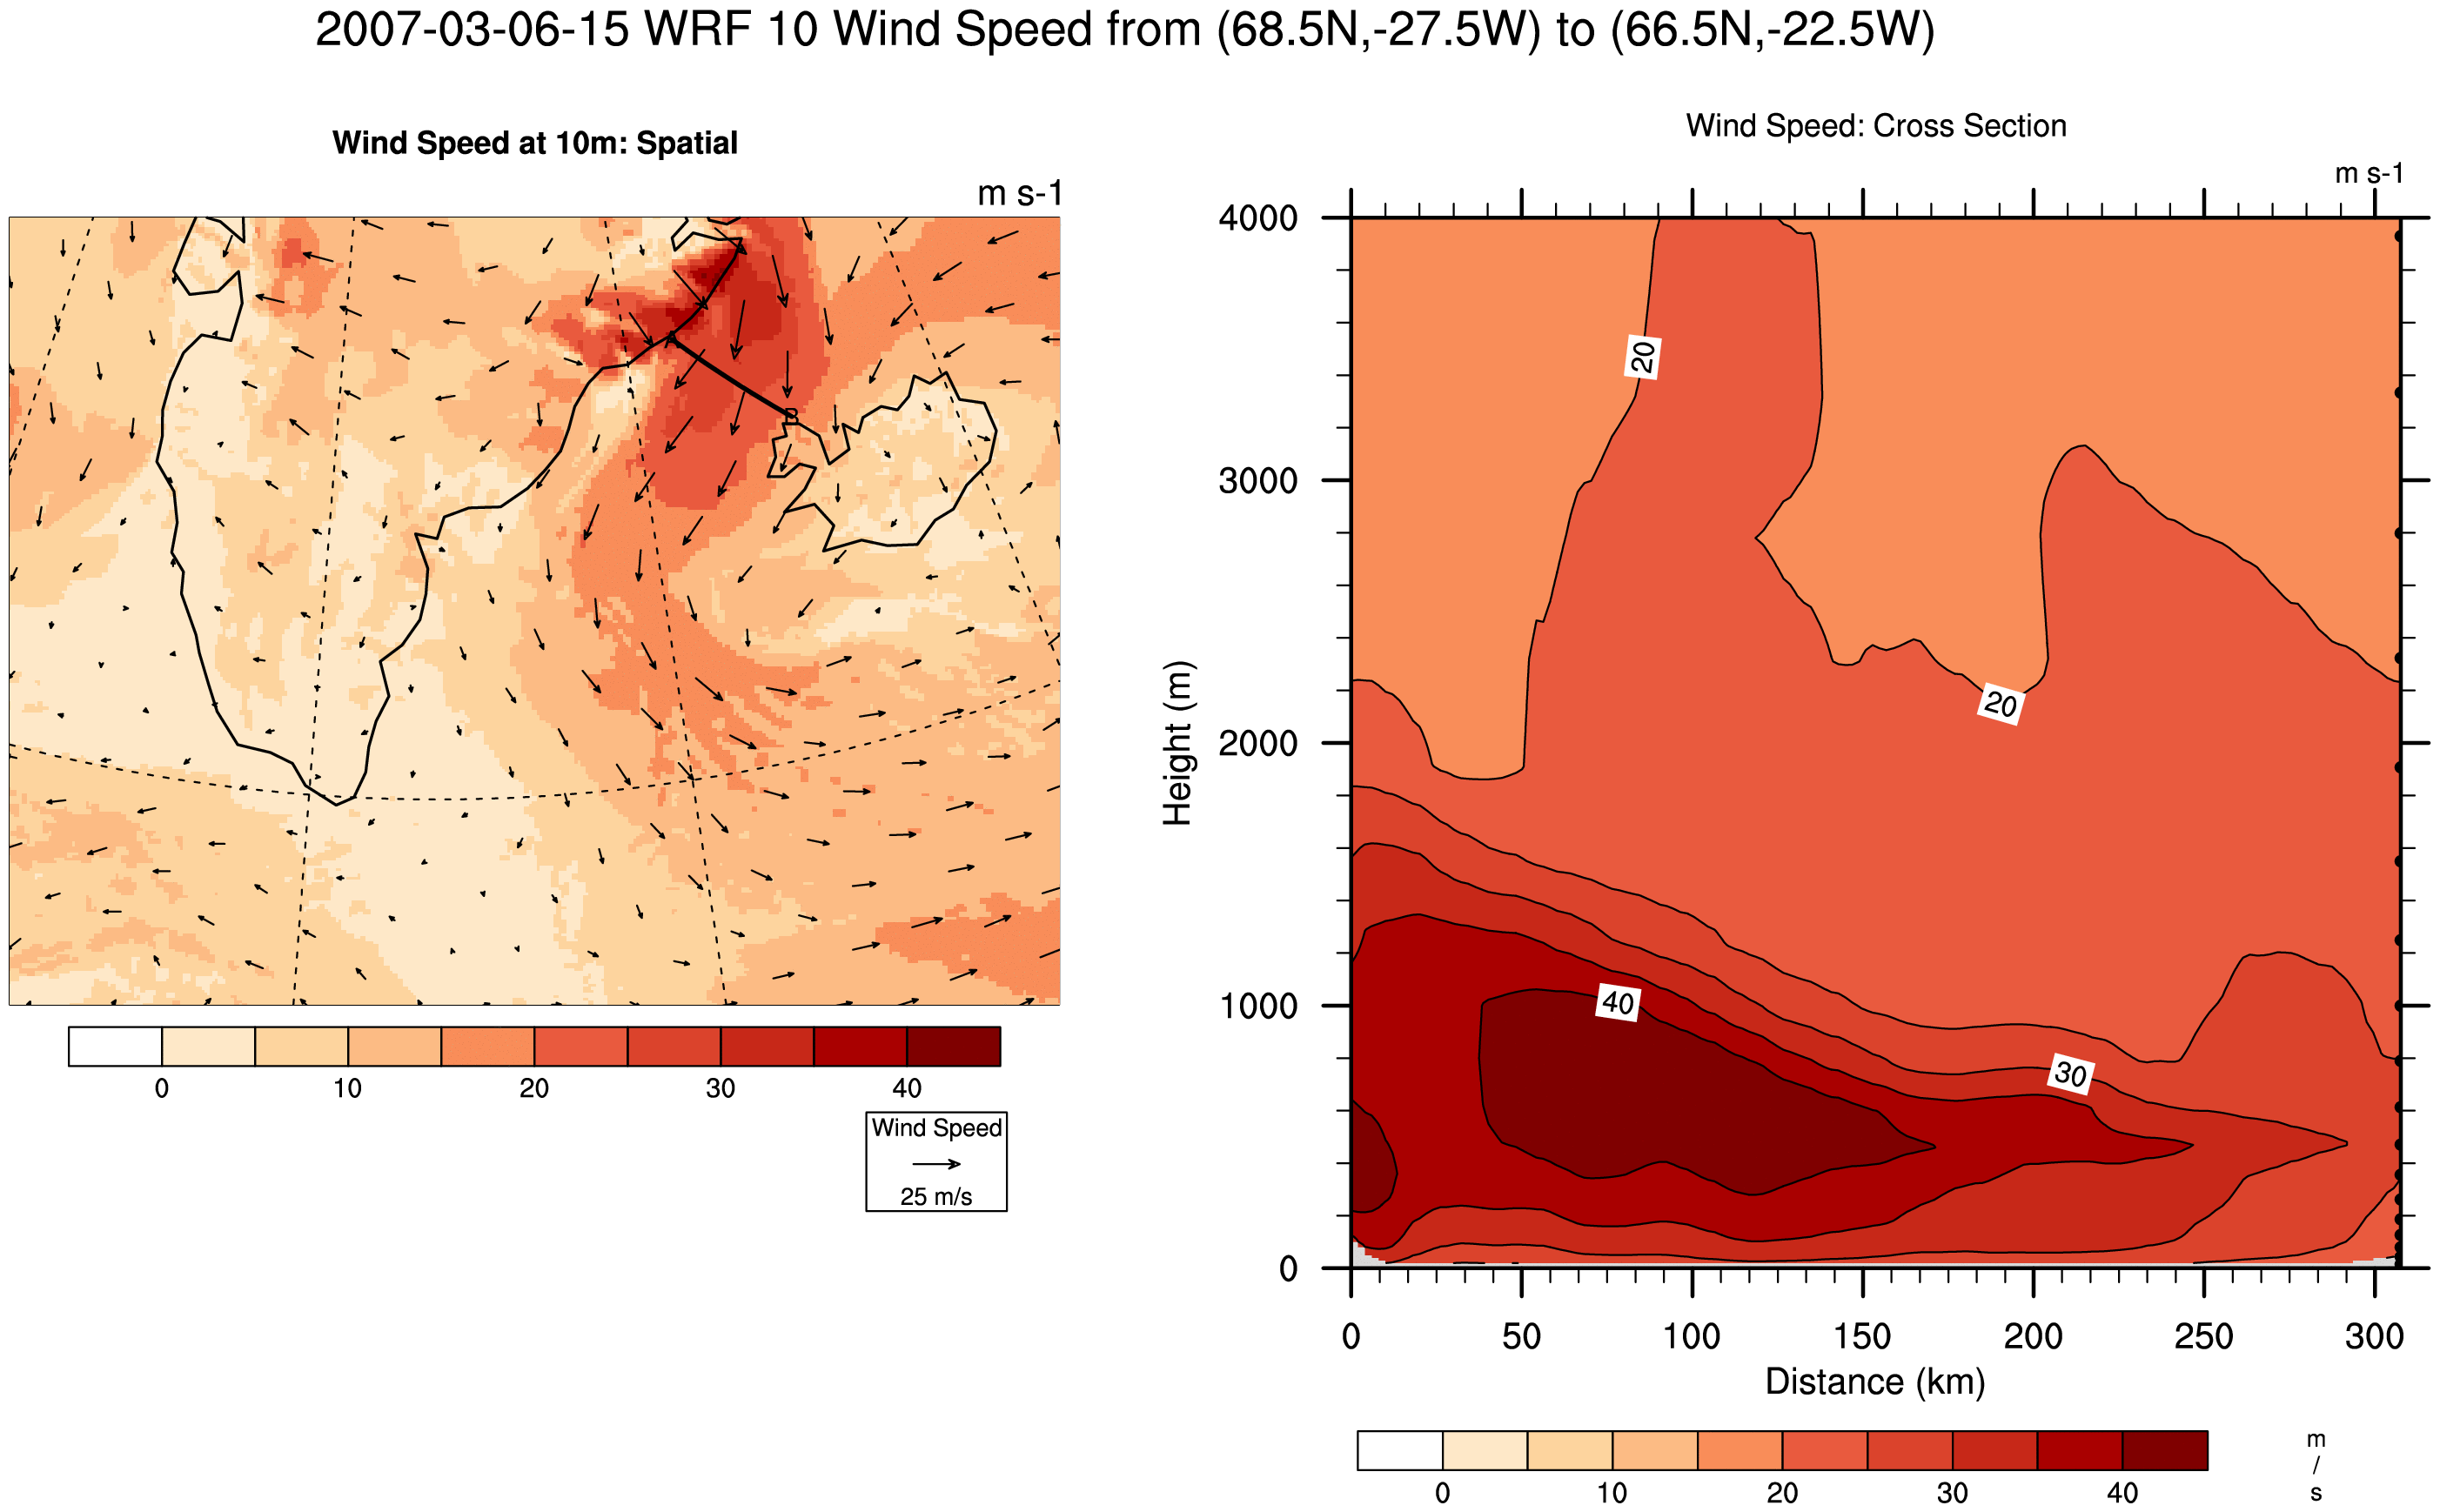 2007-03-06-15 WRF 10 Wind Speed from (68.5N,-27.5W) to (66.5N,-22.5W)
Wind Speed at 10m: Spatial
m s-1
A
B
0 10 20 30 40
Wind Speed
25 m/s
Wind Speed: Cross Section
m s-1
4000
3000
2000
1000
0
Height (m)
20
20
40
30
0 50 100 150 200 250 300
Distance (km)
0 10 20 30 40
m
/
s